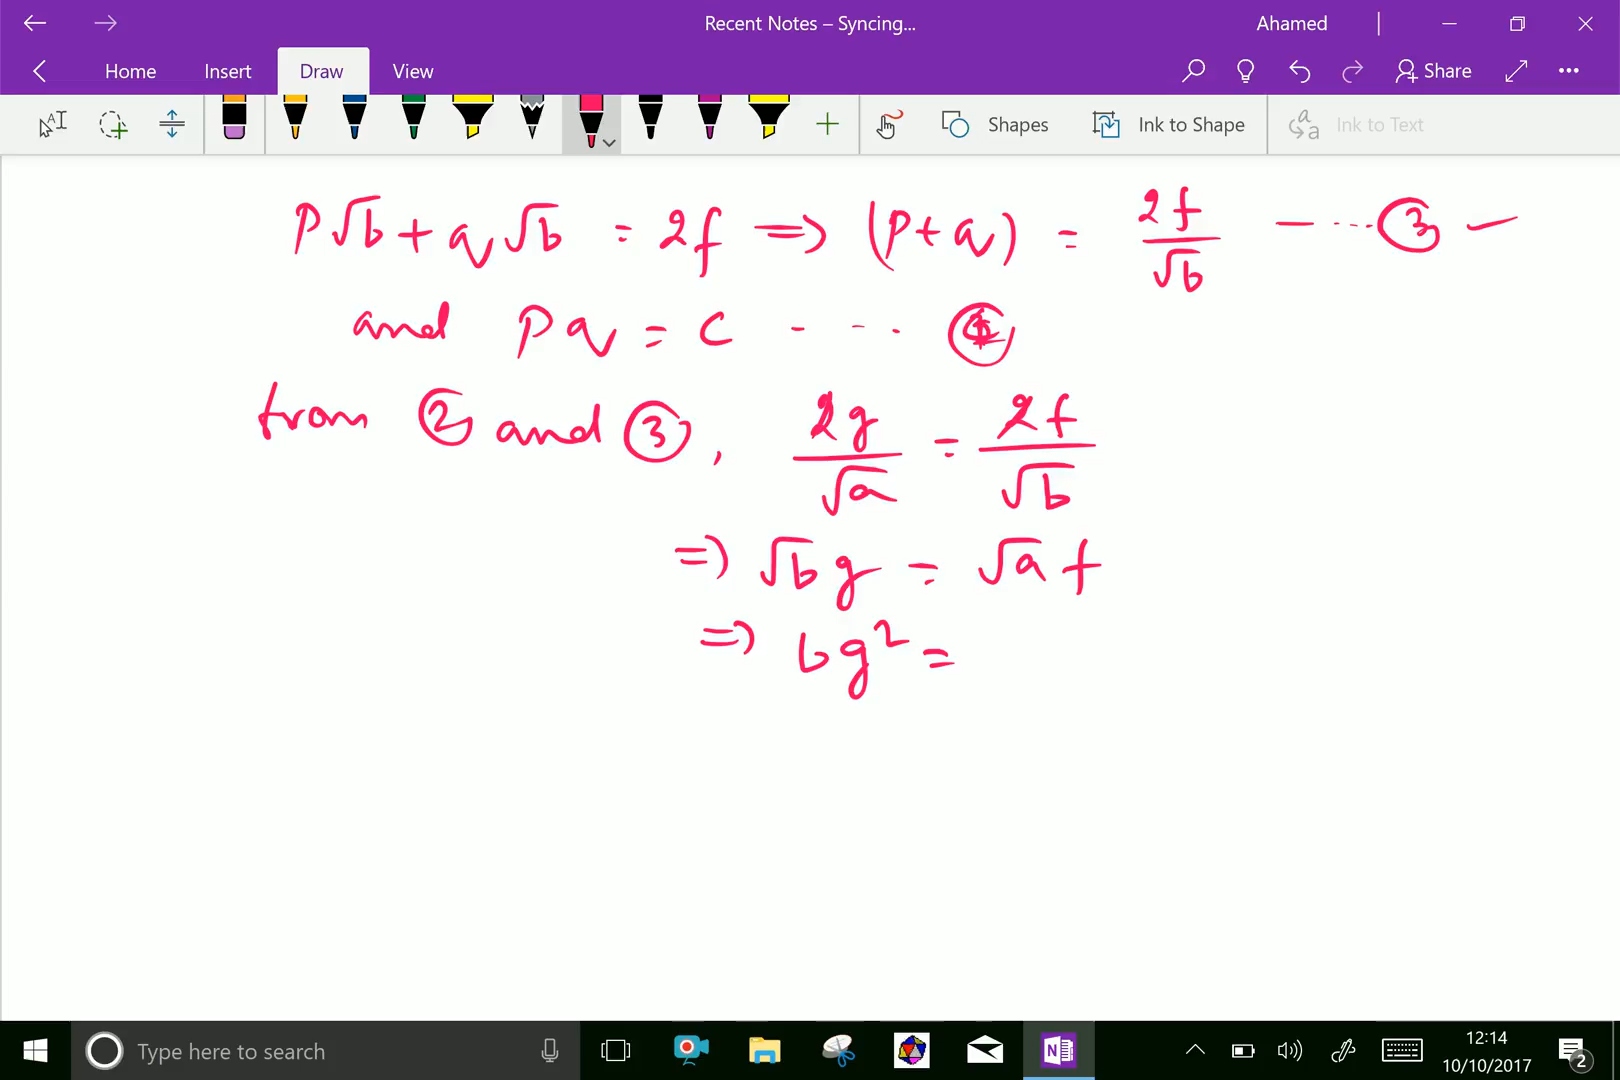 Recent Notes – Syncing...
Ahamed
Home Insert Draw View
Share
Shapes Ink to Shape Ink to Text
P√b + q√b = 2f ⟹ (P+q) = 2f/√b — ... ③ —
and Pq = c - - .. ④
from ② and ③, 2g/√a = 2f/√b
⟹ √b g = √a f
⟹ bg² =
Type here to search
12:14
10/10/2017
2